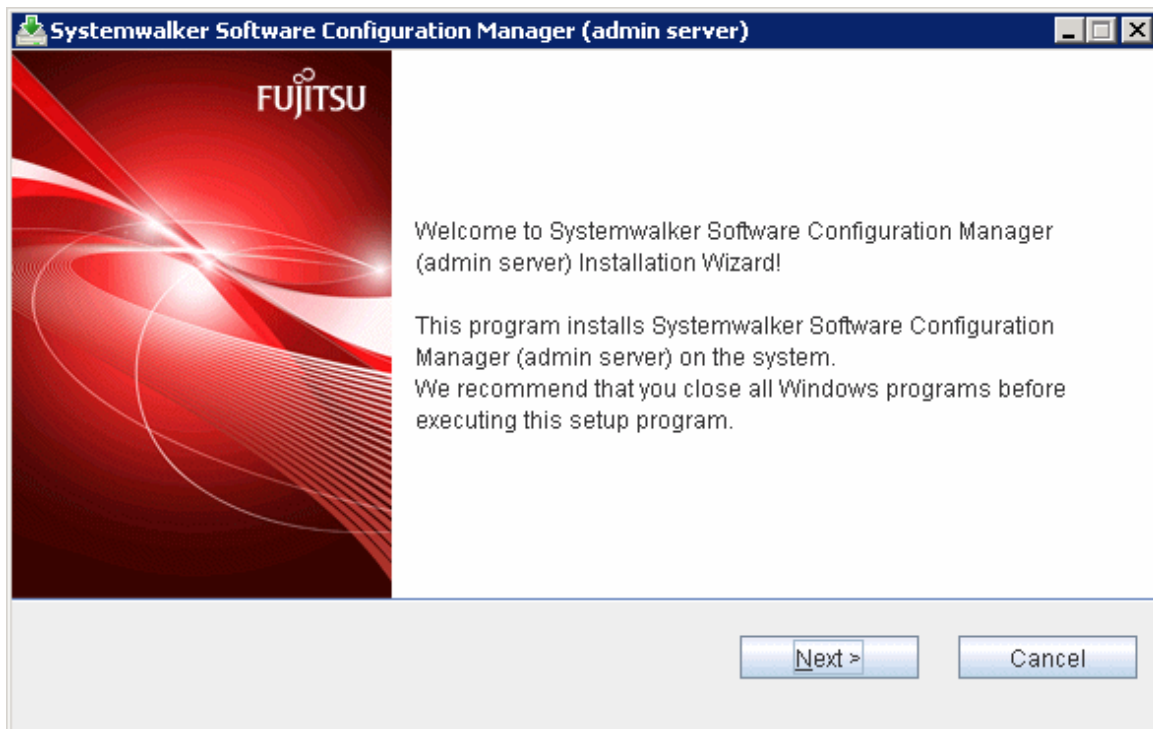 Systemwalker Software Configuration Manager (admin server)
FUJITSU
Welcome to Systemwalker Software Configuration Manager
(admin server) Installation Wizard!
This program installs Systemwalker Software Configuration
Manager (admin server) on the system.
We recommend that you close all Windows programs before
executing this setup program.
Next >
Cancel